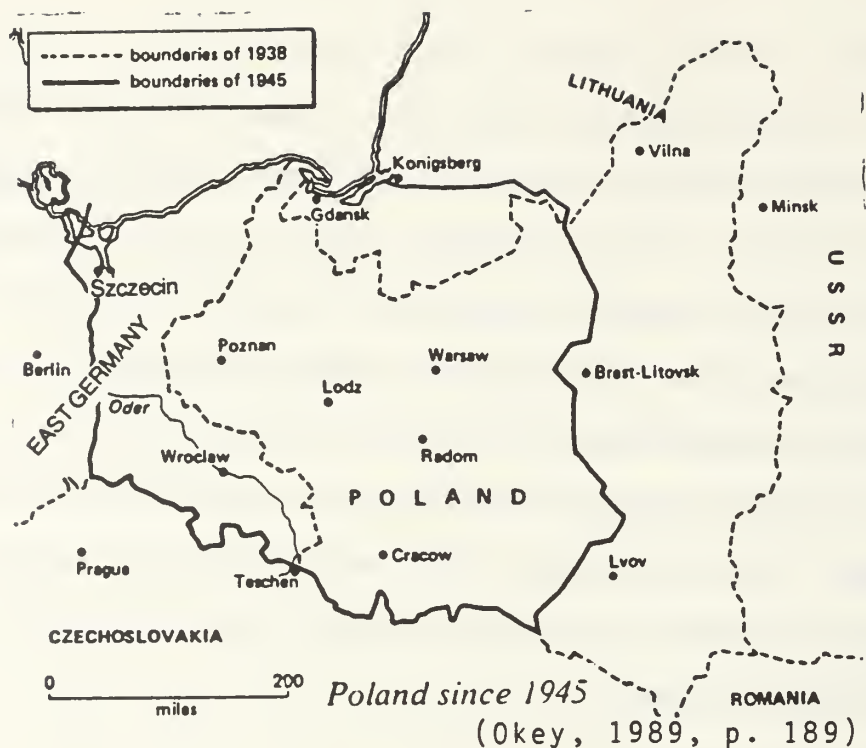 boundaries of 1938
boundaries of 1945
LITHUANIA
Vilna
Konigsberg
Minsk
Gdansk
USSR
Szczecin
EAST GERMANY
Berlin
Poznan
Warsaw
Brest-Litovsk
Lodz
Oder
Radom
Wroclaw
POLAND
Prague
Cracow
Lvov
Teschen
CZECHOSLOVAKIA
0 200
miles
Poland since 1945
ROMANIA
(Okey, 1989, p. 189)